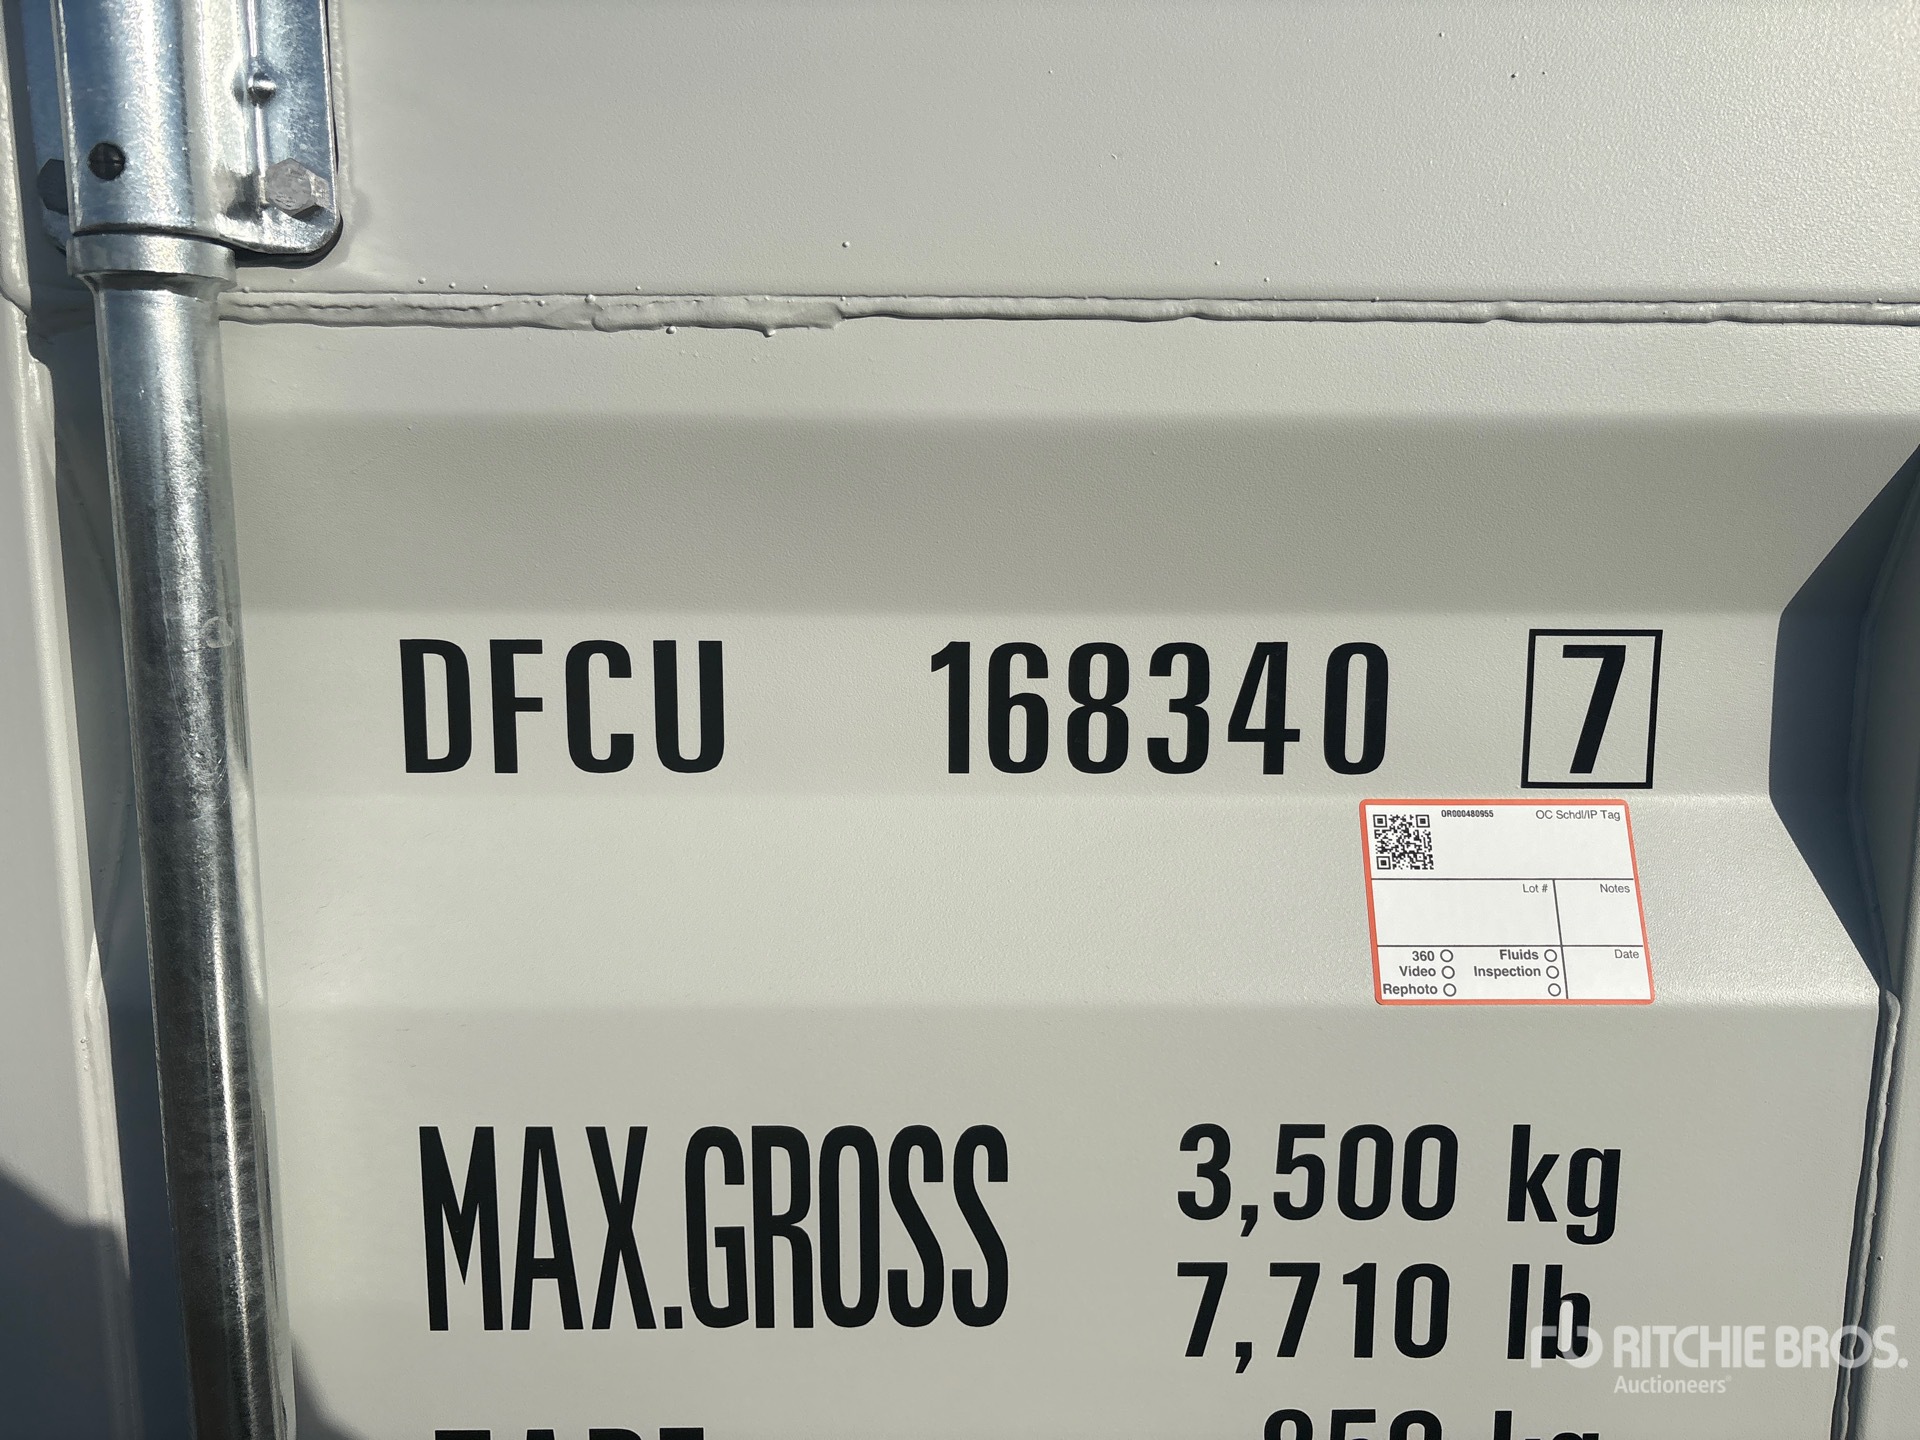 DFCU 168340 7
OR000480955 OC Schdl/IP Tag
Lot # Notes
360 Fluids Date
Video Inspection
Rephoto
MAX.GROSS 3,500 kg
7,710 lb
RITCHIE BROS.
Auctioneers